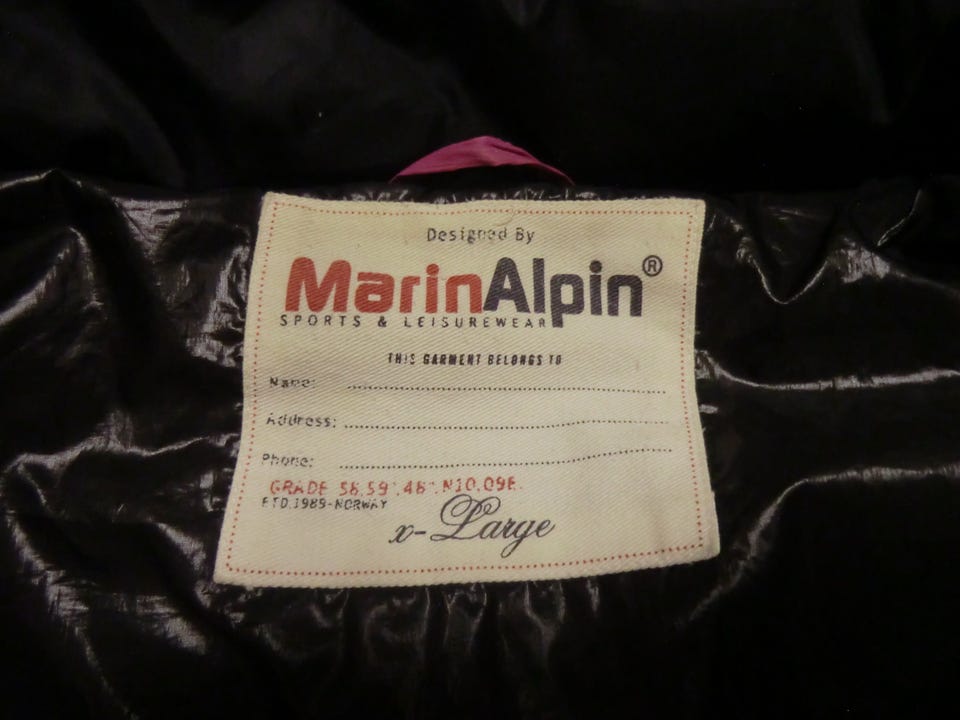 Designed By
MarinAlpin®
SPORTS & LEISUREWEAR
THIS GARMENT BELONGS TO
Name:
Address:
Phone:
GRADE 58,59',46".N10,09E.
ETD.1989-NORWAY
x-Large